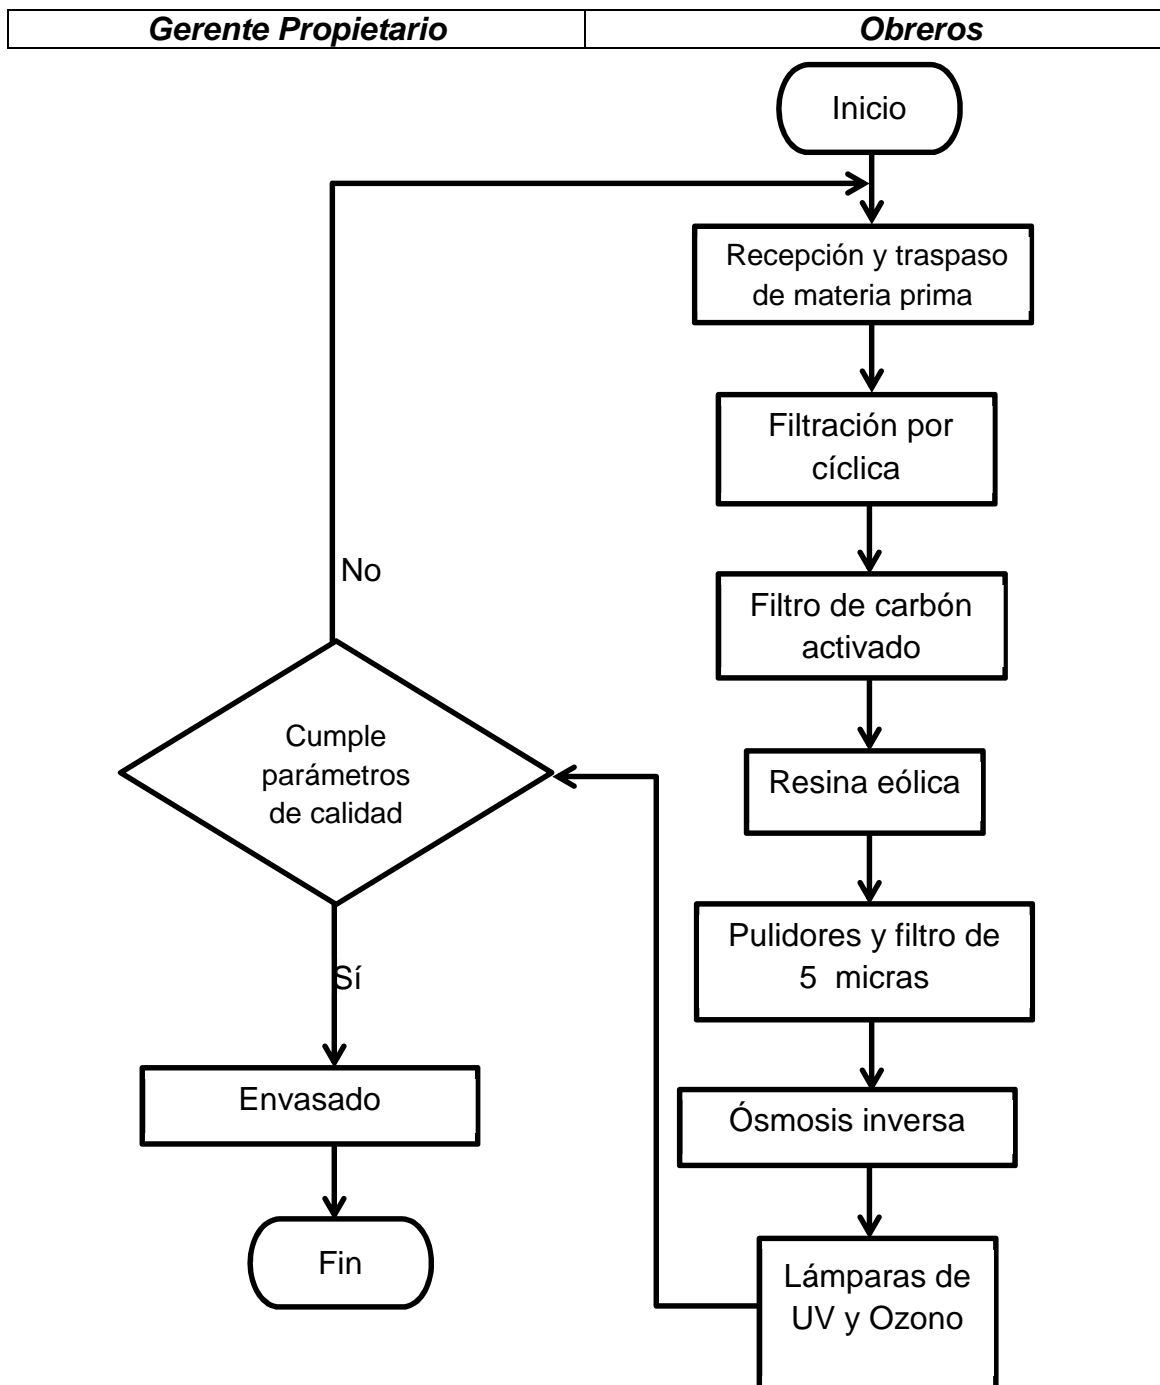 Gerente Propietario
Obreros
Inicio
Recepción y traspaso
de materia prima
Filtración por
cíclica
Filtro de carbón
activado
Resina eólica
Pulidores y filtro de
5 micras
Ósmosis inversa
Lámparas de
UV y Ozono
Cumple
parámetros
de calidad
No
Sí
Envasado
Fin